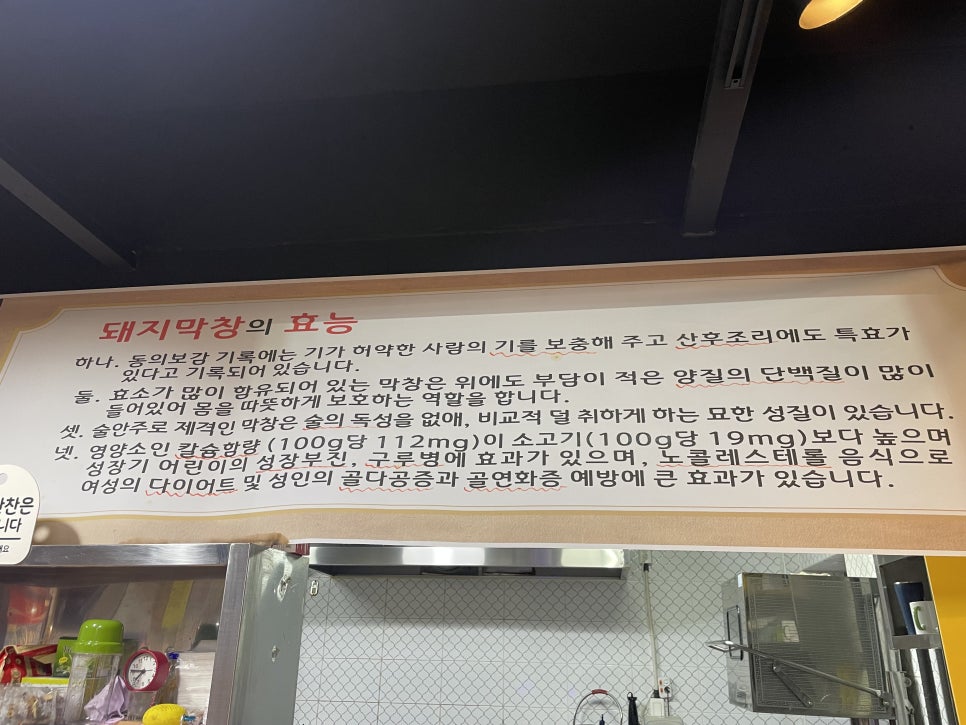 돼지막창의 효능
하나. 동의보감 기록에는 기가 허약한 사람의 기를 보충해 주고 산후조리에도 특효가
있다고 기록되어 있습니다.
둘. 효소가 많이 함유되어 있는 막창은 위에도 부담이 적은 양질의 단백질이 많이
들어있어 몸을 따뜻하게 보호하는 역할을 합니다.
셋. 술안주로 제격인 막창은 술의 독성을 없애, 비교적 덜 취하게 하는 묘한 성질이 있습니다.
넷. 영양소인 칼슘함량 (100g당 112mg)이 소고기(100g당 19mg)보다 높으며
성장기 어린이의 성장부진, 구루병에 효과가 있으며, 노콜레스테롤 음식으로
여성의 다이어트 및 성인의 골다공증과 골연화증 예방에 큰 효과가 있습니다.
찬은
니다